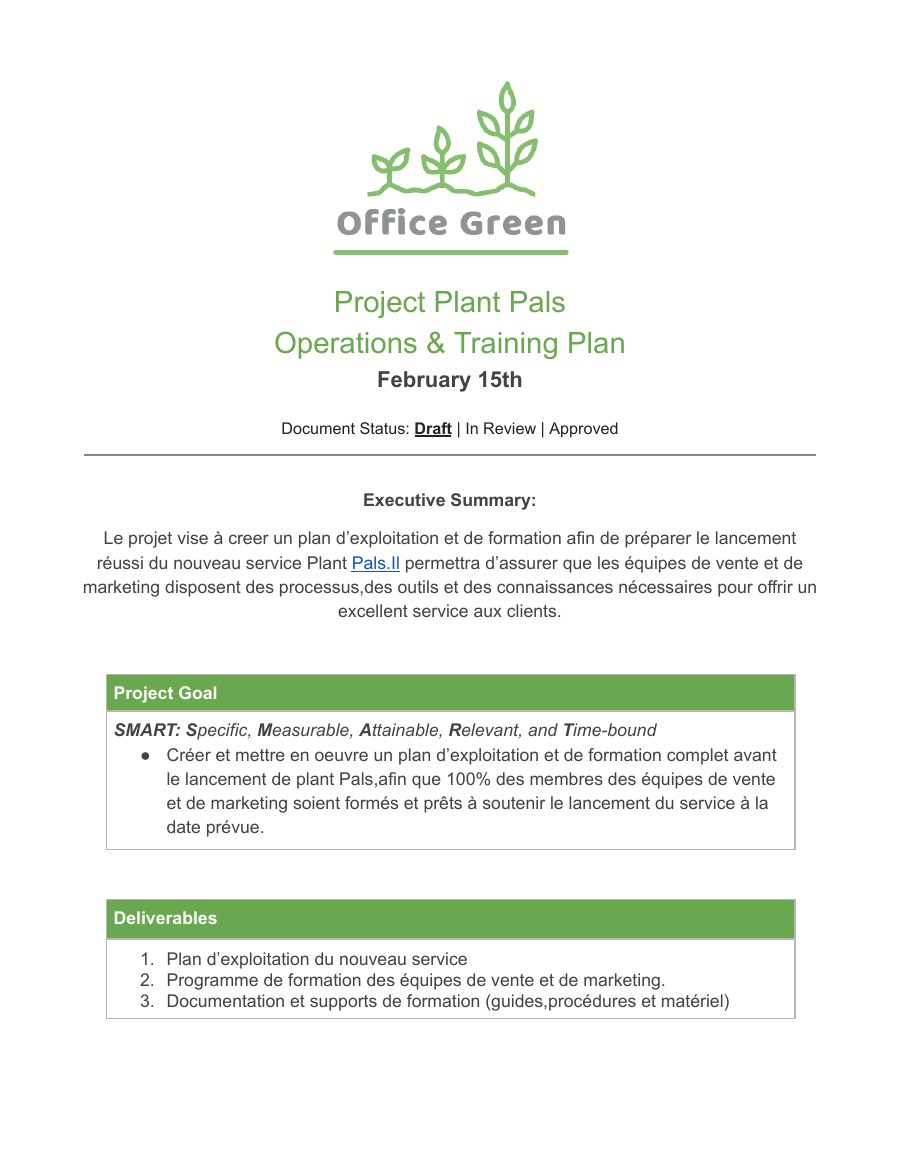 Office Green
Project Plant Pals
Operations & Training Plan
February 15th
Document Status: Draft | In Review | Approved
Executive Summary:
Le projet vise à creer un plan d’exploitation et de formation afin de préparer le lancement
réussi du nouveau service Plant Pals.Il permettra d’assurer que les équipes de vente et de
marketing disposent des processus,des outils et des connaissances nécessaires pour offrir un
excellent service aux clients.
Project Goal
SMART: Specific, Measurable, Attainable, Relevant, and Time-bound
● Créer et mettre en oeuvre un plan d’exploitation et de formation complet avant
le lancement de plant Pals,afin que 100% des membres des équipes de vente
et de marketing soient formés et prêts à soutenir le lancement du service à la
date prévue.
Deliverables
1. Plan d’exploitation du nouveau service
2. Programme de formation des équipes de vente et de marketing.
3. Documentation et supports de formation (guides,procédures et matériel)